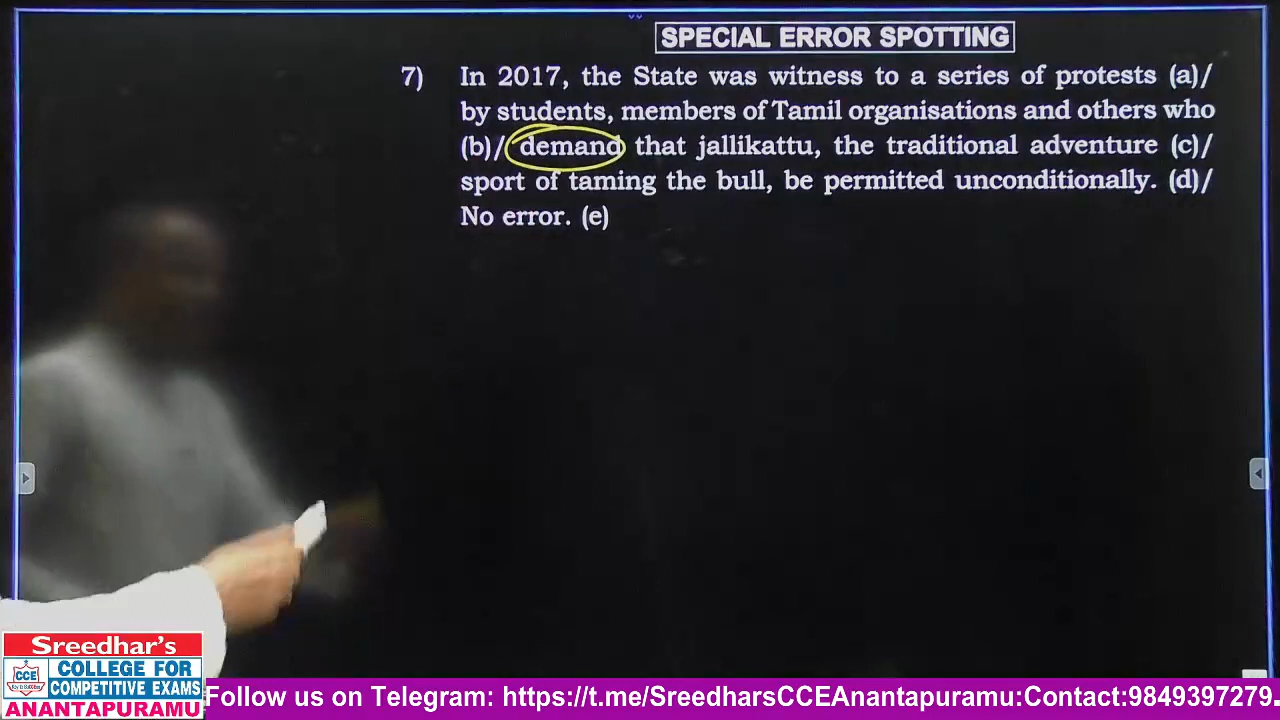 SPECIAL ERROR SPOTTING
7) In 2017, the State was witness to a series of protests (a)/
by students, members of Tamil organisations and others who
(b)/ demand that jallikattu, the traditional adventure (c)/
sport of taming the bull, be permitted unconditionally. (d)/
No error. (e)
Sreedhar's
CCE
COLLEGE FOR
COMPETITIVE EXAMS
ANANTAPURAMU
Follow us on Telegram: https://t.me/SreedharsCCEAnantapuramu:Contact:9849397279.